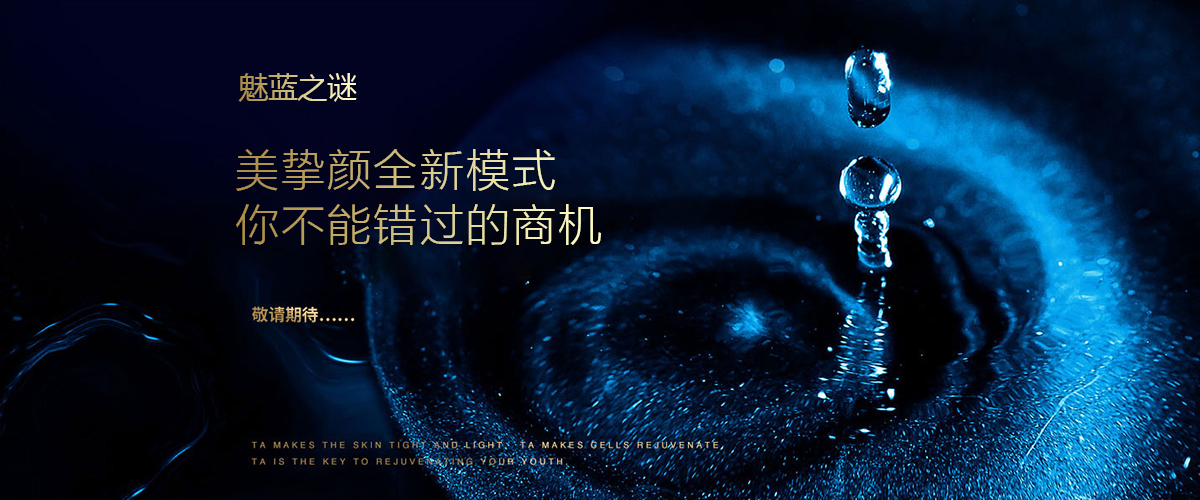 魅蓝之谜
美挚颜全新模式
你不能错过的商机
敬请期待……
TA MAKES THE SKIN TIGHT AND LIGHT, TA MAKES CELLS REJUVENATE,
TA IS THE KEY TO REJUVENATING YOUR YOUTH.